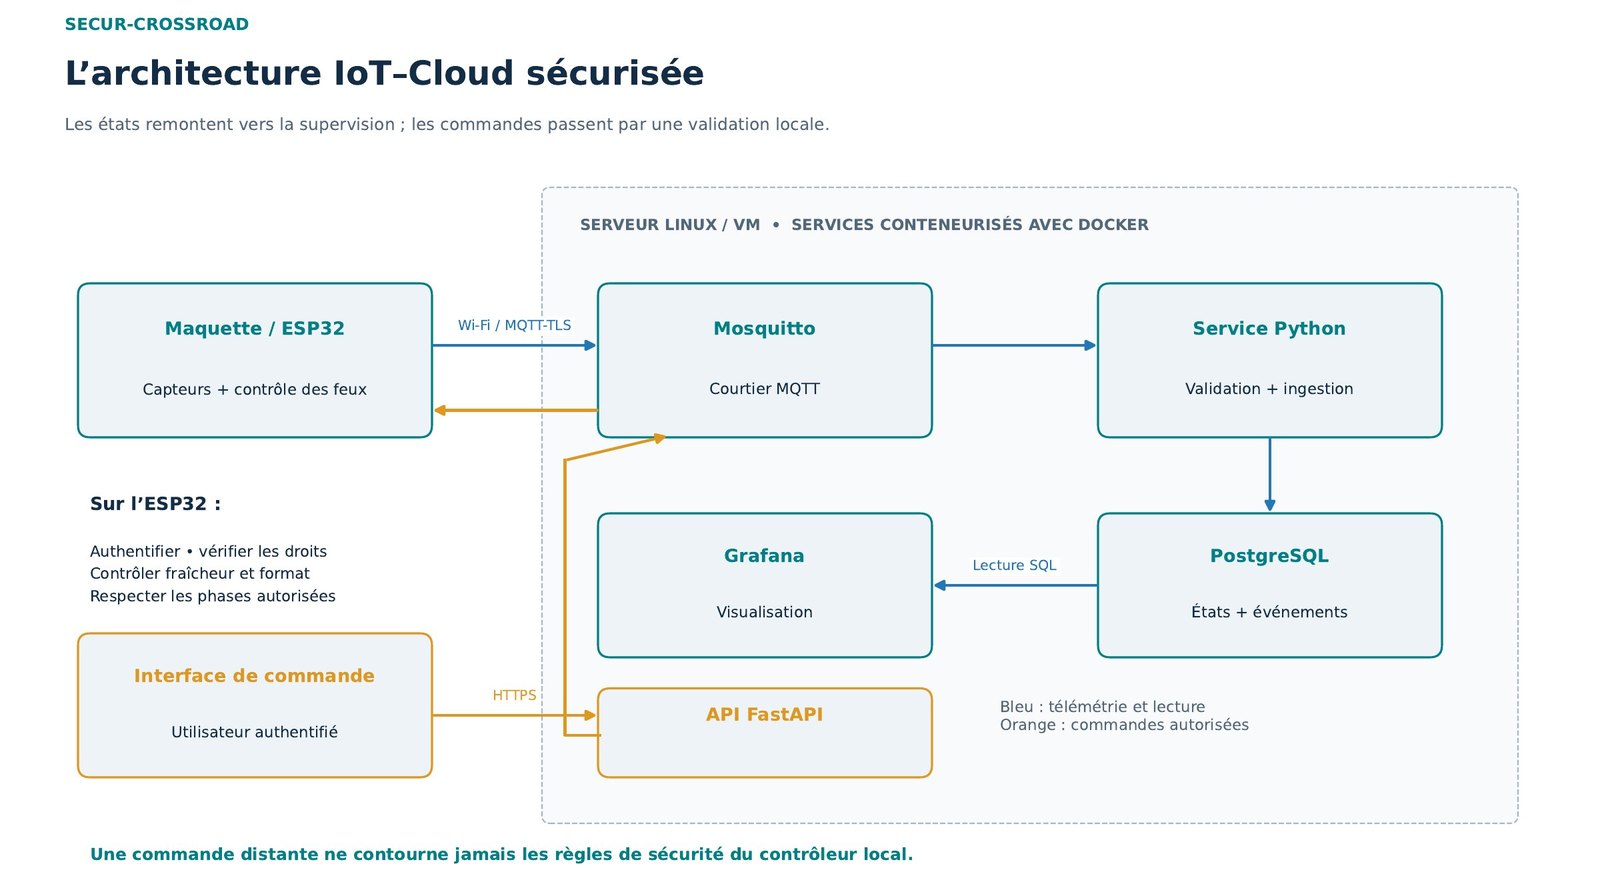 SECUR-CROSSROAD
L’architecture IoT–Cloud sécurisée
Les états remontent vers la supervision ; les commandes passent par une validation locale.
SERVEUR LINUX / VM • SERVICES CONTENEURISÉS AVEC DOCKER
Maquette / ESP32
Capteurs + contrôle des feux
Wi-Fi / MQTT-TLS
Mosquitto
Courtier MQTT
Service Python
Validation + ingestion
Sur l’ESP32 :
Authentifier • vérifier les droits
Contrôler fraîcheur et format
Respecter les phases autorisées
Grafana
Visualisation
Lecture SQL
PostgreSQL
États + événements
Interface de commande
Utilisateur authentifié
HTTPS
API FastAPI
Bleu : télémétrie et lecture
Orange : commandes autorisées
Une commande distante ne contourne jamais les règles de sécurité du contrôleur local.